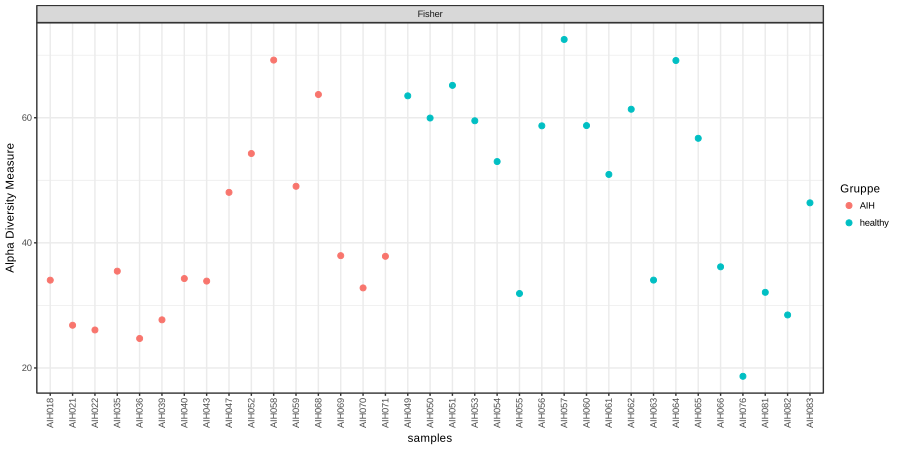 Fisher
Alpha Diversity Measure
60
40
20
AIH018 AIH021 AIH022 AIH035 AIH036 AIH039 AIH040 AIH043 AIH047 AIH052 AIH058 AIH059 AIH068 AIH069 AIH070 AIH071 AIH049 AIH050 AIH051 AIH053 AIH054 AIH055 AIH056 AIH057 AIH060 AIH061 AIH062 AIH063 AIH064 AIH065 AIH066 AIH076 AIH081 AIH082 AIH083
samples
Gruppe
AIH
healthy